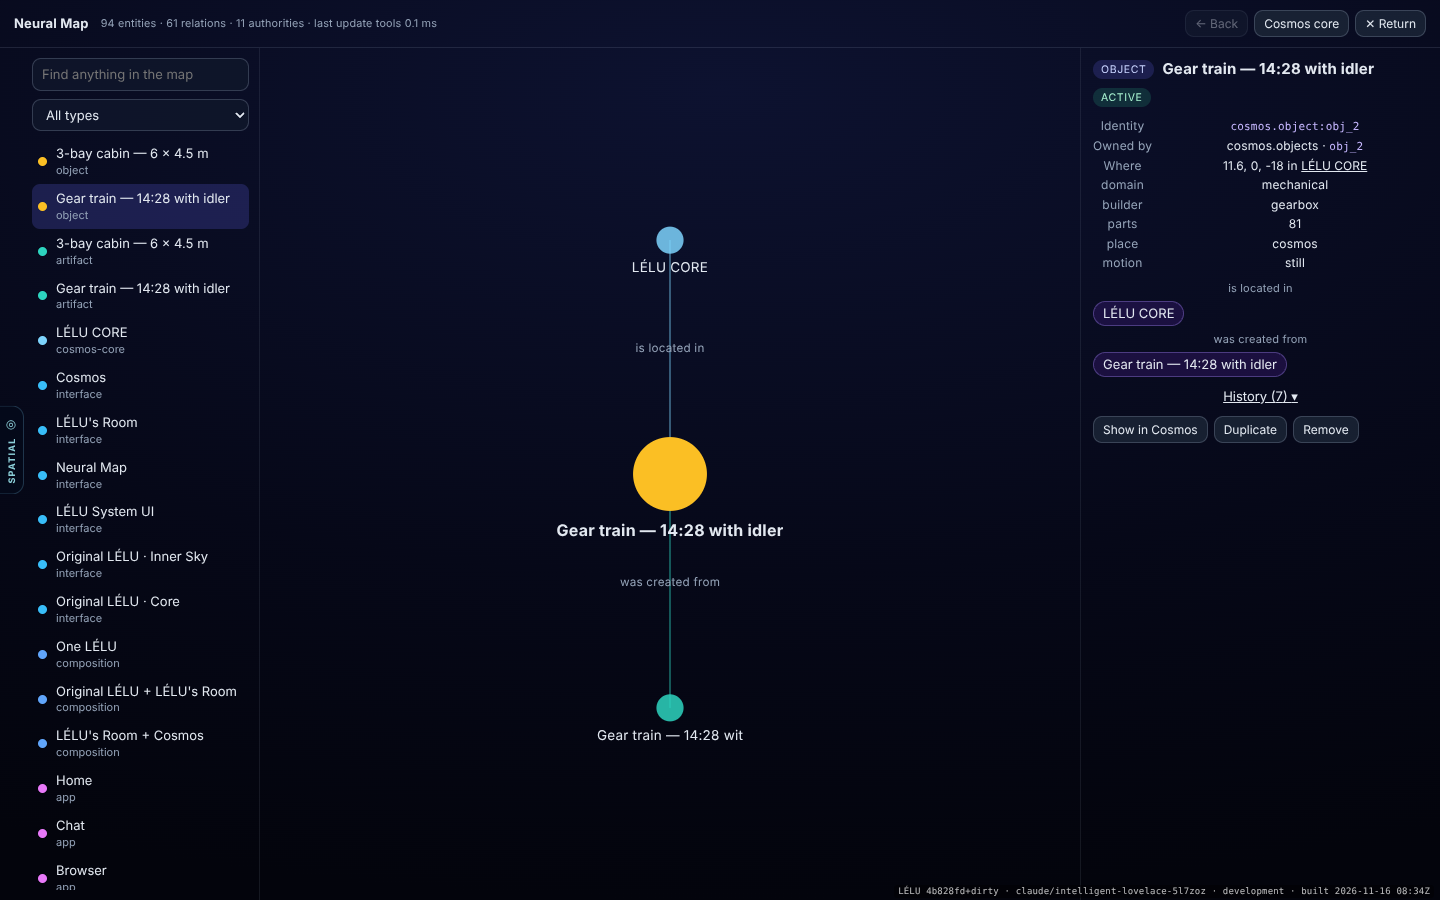 Neural Map
94 entities · 61 relations · 11 authorities · last update tools 0.1 ms
← Back
Cosmos core
✕ Return
Find anything in the map
All types
3-bay cabin — 6 × 4.5 m
object
Gear train — 14:28 with idler
object
3-bay cabin — 6 × 4.5 m
artifact
Gear train — 14:28 with idler
artifact
LÉLU CORE
cosmos-core
Cosmos
interface
LÉLU's Room
interface
Neural Map
interface
LÉLU System UI
interface
Original LÉLU · Inner Sky
interface
Original LÉLU · Core
interface
One LÉLU
composition
Original LÉLU + LÉLU's Room
composition
LÉLU's Room + Cosmos
composition
Home
app
Chat
app
Browser
app
SPATIAL ◎
LÉLU CORE
is located in
Gear train — 14:28 with idler
was created from
Gear train — 14:28 wit
OBJECT
Gear train — 14:28 with idler
ACTIVE
Identity cosmos.object:obj_2
Owned by cosmos.objects · obj_2
Where 11.6, 0, -18 in LÉLU CORE
domain mechanical
builder gearbox
parts 81
place cosmos
motion still
is located in
LÉLU CORE
was created from
Gear train — 14:28 with idler
History (7) ▾
Show in Cosmos
Duplicate
Remove
LÉLU 4b828fd+dirty · claude/intelligent-lovelace-5l7zoz · development · built 2026-11-16 08:34Z